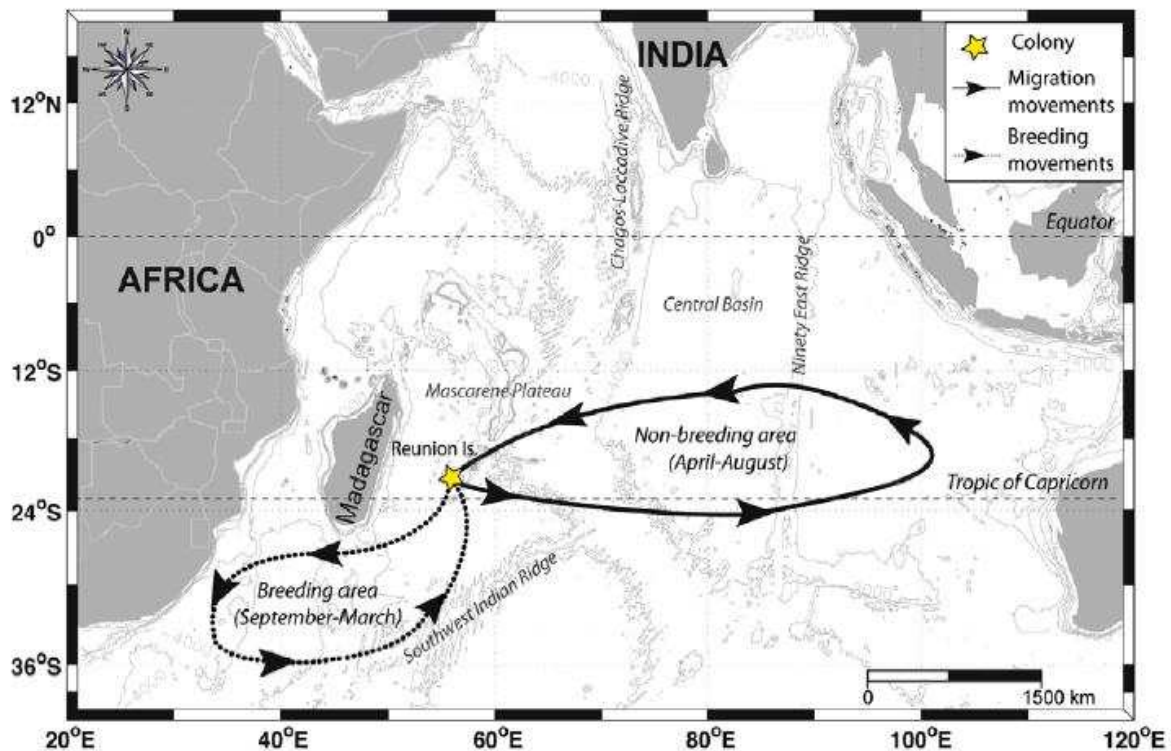 N
INDIA
Colony
Migration
movements
Breeding
movements
-2000
-4000
12°N
Chagos-Laccadive Ridge
0°
Equator
AFRICA
Central Basin
Ninety East Ridge
12°S
Mascarene Plateau
Madagascar
Reunion Is.
Non-breeding area
(April-August)
Tropic of Capricorn
24°S
Breeding area
(September-March)
Southwest Indian Ridge
36°S
0
1500 km
20°E
40°E
60°E
80°E
100°E
120°E